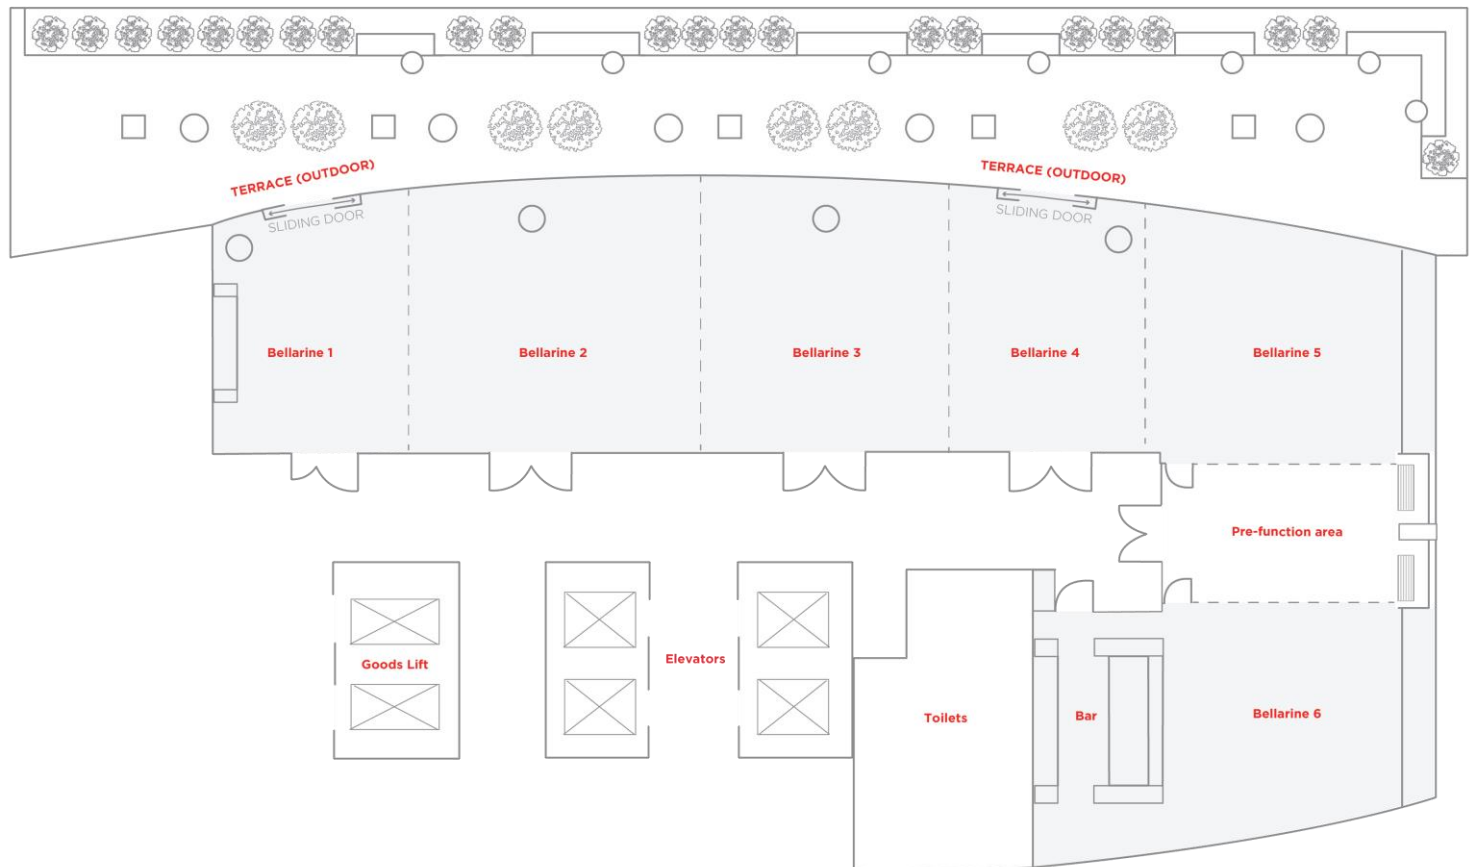 TERRACE (OUTDOOR)
TERRACE (OUTDOOR)
SLIDING DOOR
SLIDING DOOR
Bellarine 1
Bellarine 2
Bellarine 3
Bellarine 4
Bellarine 5
Pre-function area
Goods Lift
Elevators
Toilets
Bar
Bellarine 6